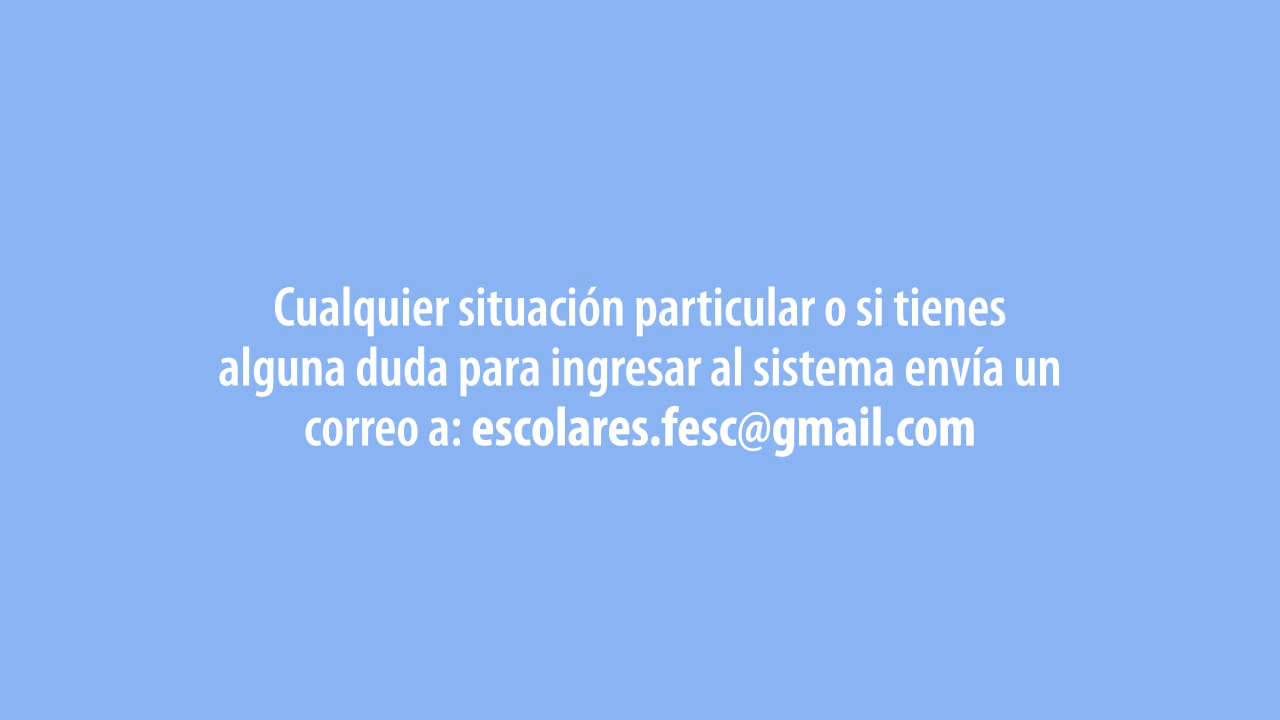 Cualquier situación particular o si tienes
alguna duda para ingresar al sistema envía un
correo a: escolares.fesc@gmail.com